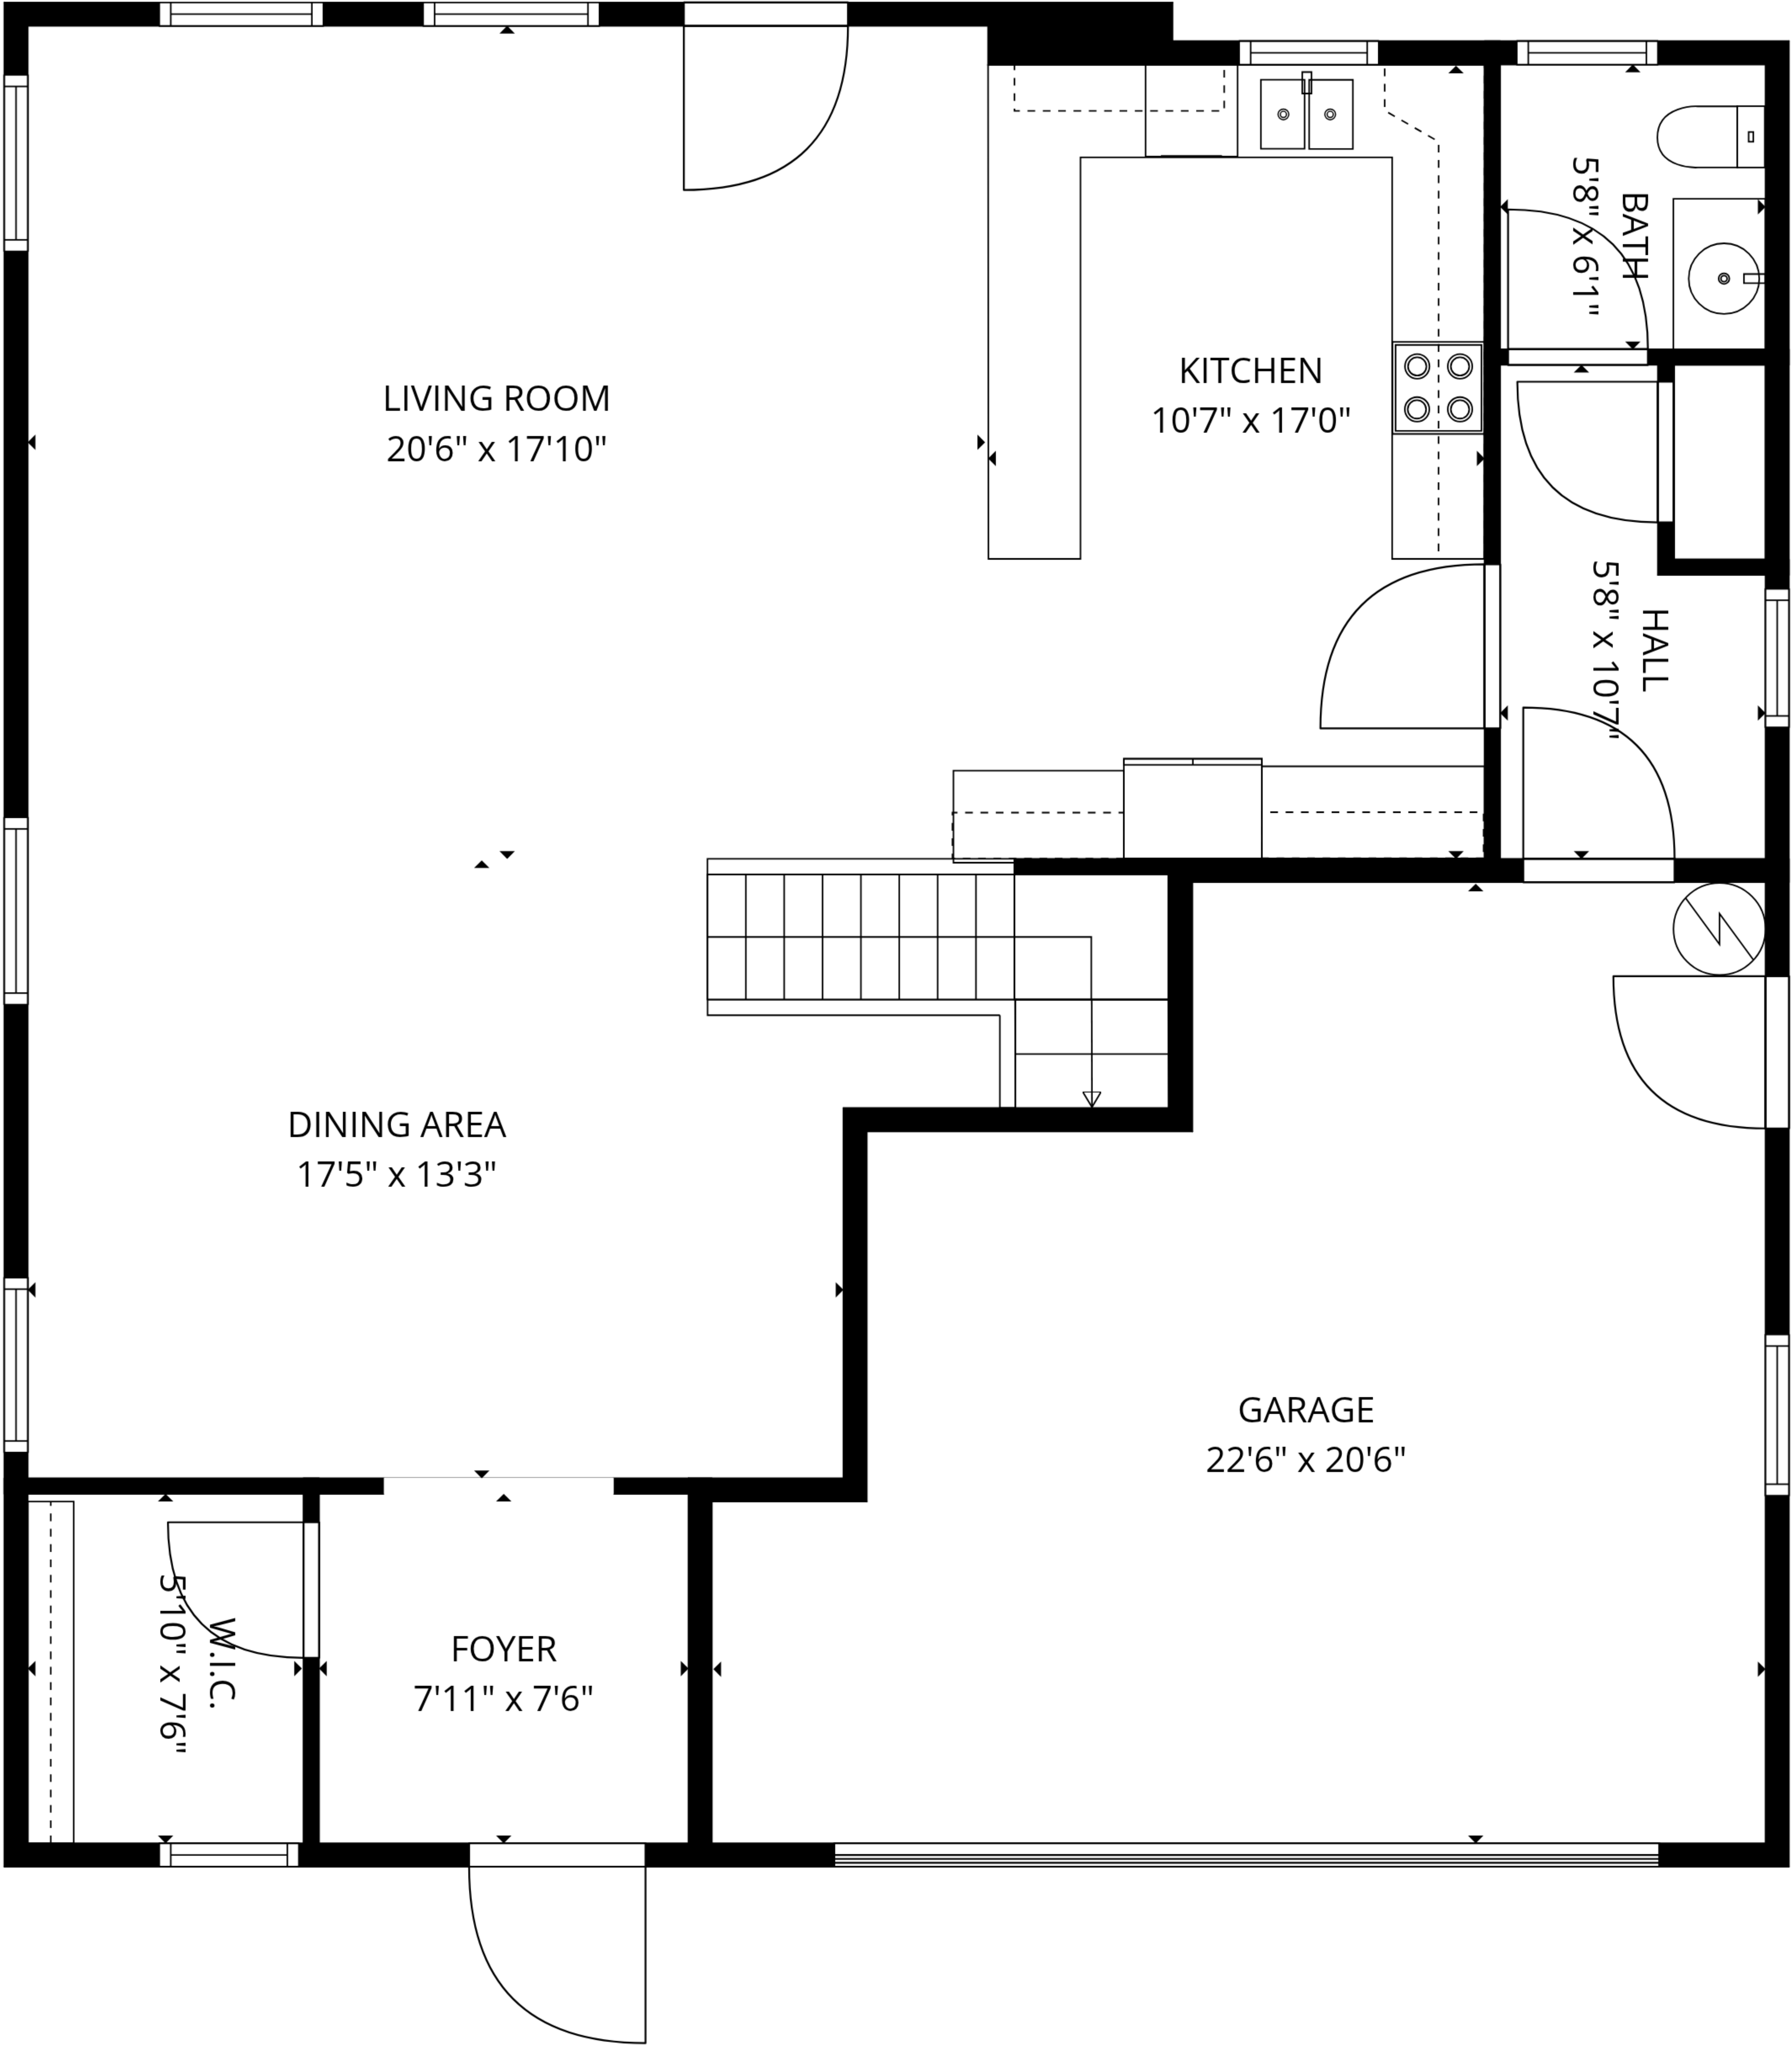 BATH
5'8" x 6'1"
KITCHEN
10'7" x 17'0"
LIVING ROOM
20'6" x 17'10"
HALL
5'8" x 10'7"
DINING AREA
17'5" x 13'3"
GARAGE
22'6" x 20'6"
W.I.C.
5'10" x 7'6"
FOYER
7'11" x 7'6"